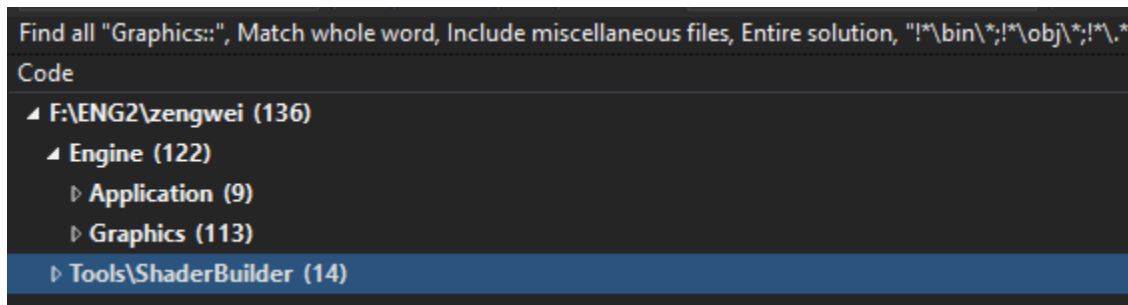 Find all "Graphics::", Match whole word, Include miscellaneous files, Entire solution, "!*\bin\*;!*\obj\*;!*\.*
Code
F:\ENG2\zengwei (136)
Engine (122)
Application (9)
Graphics (113)
Tools\ShaderBuilder (14)